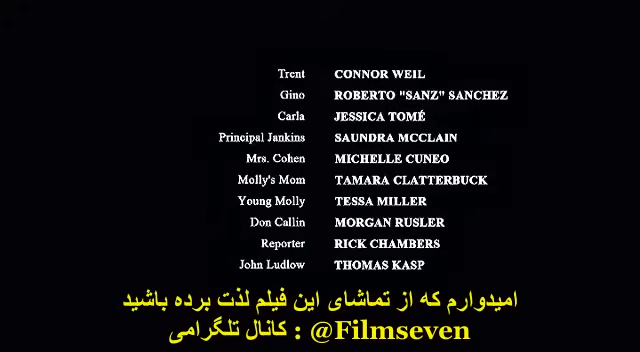 Trent CONNOR WEIL
Gino ROBERTO "SANZ" SANCHEZ
Carla JESSICA TOMÉ
Principal Jankins SAUNDRA MCCLAIN
Mrs. Cohen MICHELLE CUNEO
Molly's Mom TAMARA CLATTERBUCK
Young Molly TESSA MILLER
Don Callin MORGAN RUSLER
Reporter RICK CHAMBERS
John Ludlow THOMAS KASP
امیدوارم که از تماشای این فیلم لذت برده باشید
کانال تلگرامی : @Filmseven